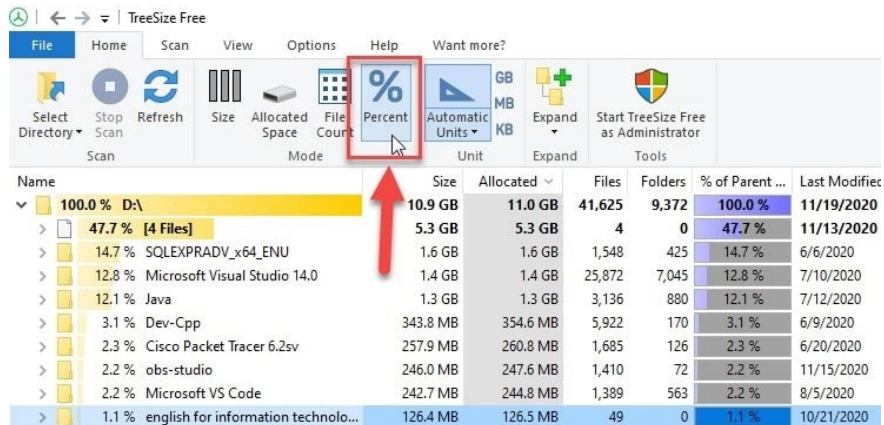 TreeSize Free
File Home Scan View Options Help Want more?
Select Directory Stop Scan Refresh Size Allocated Space File Count % Percent Automatic Units GB MB KB Expand Start TreeSize Free as Administrator
Scan Mode Unit Expand Tools
Name Size Allocated Files Folders % of Parent ... Last Modified
100.0 % D:\ 10.9 GB 11.0 GB 41,625 9,372 100.0 % 11/19/2020
47.7 % [4 Files] 5.3 GB 5.3 GB 4 0 47.7 % 11/13/2020
14.7 % SQLEXPRADV_x64_ENU 1.6 GB 1.6 GB 1,548 425 14.7 % 6/6/2020
12.8 % Microsoft Visual Studio 14.0 1.4 GB 1.4 GB 25,872 7,045 12.8 % 7/10/2020
12.1 % Java 1.3 GB 1.3 GB 3,136 880 12.1 % 7/12/2020
3.1 % Dev-Cpp 343.8 MB 354.6 MB 5,922 170 3.1 % 6/9/2020
2.3 % Cisco Packet Tracer 6.2sv 257.9 MB 260.8 MB 1,685 126 2.3 % 6/20/2020
2.2 % obs-studio 246.0 MB 247.6 MB 1,410 72 2.2 % 11/15/2020
2.2 % Microsoft VS Code 242.7 MB 244.8 MB 1,389 563 2.2 % 8/5/2020
1.1 % english for information technolo... 126.4 MB 126.5 MB 49 0 1.1 % 10/21/2020